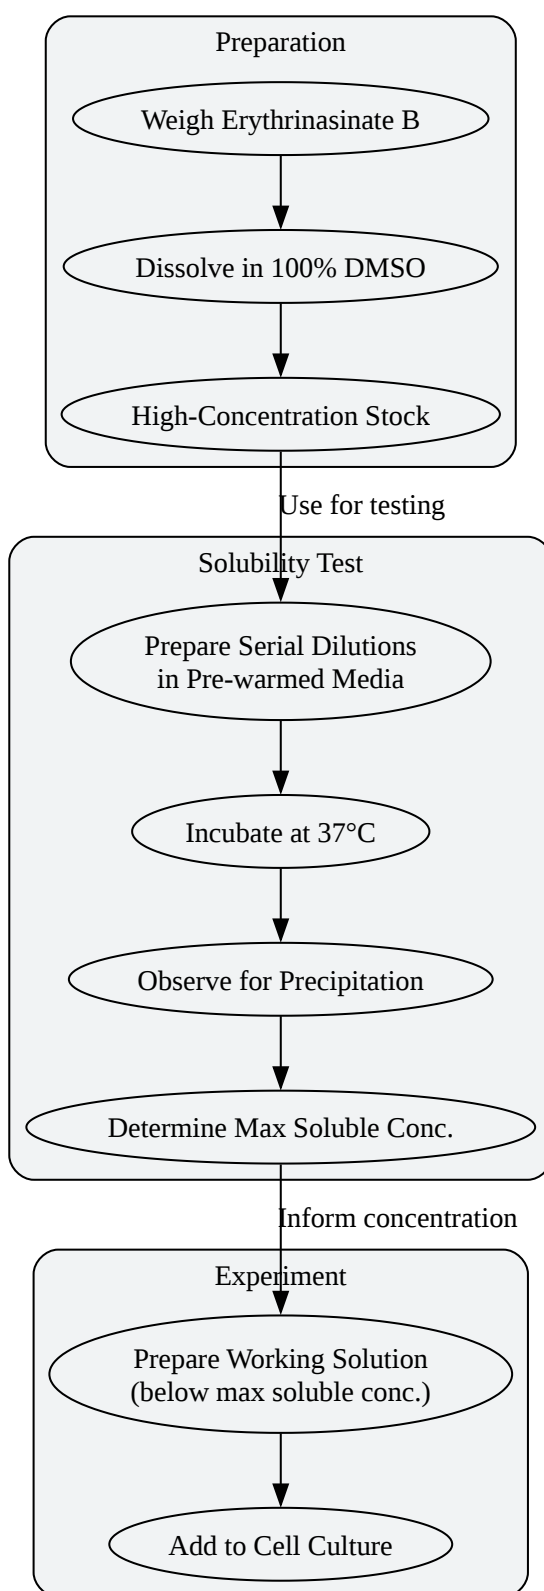 Preparation
Weigh Erythrinasinate B
Dissolve in 100% DMSO
High-Concentration Stock
Use for testing
Solubility Test
Prepare Serial Dilutions
in Pre-warmed Media
Incubate at 37°C
Observe for Precipitation
Determine Max Soluble Conc.
Inform concentration
Experiment
Prepare Working Solution
(below max soluble conc.)
Add to Cell Culture